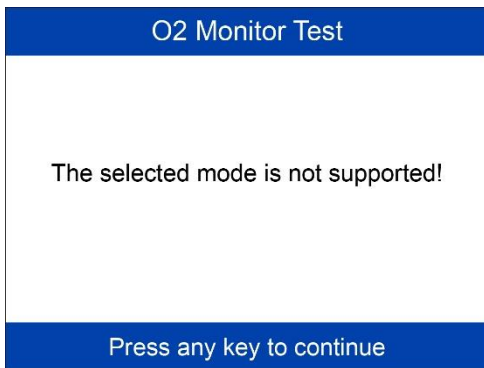 O2 Monitor Test
The selected mode is not supported!
Press any key to continue